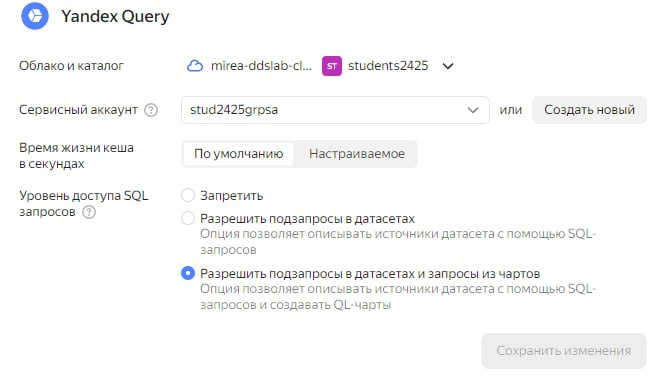 Yandex Query
Облако и каталог mirea-ddslab-cl... ST students2425
Сервисный аккаунт ? stud2425grpsa или Создать новый
Время жизни кеша
в секундах
По умолчанию Настраиваемое
Уровень доступа SQL
запросов ?
Запретить
Разрешить подзапросы в датасетах
Опция позволяет описывать источники датасета с помощью SQL-
запросов
Разрешить подзапросы в датасетах и запросы из чартов
Опция позволяет описывать источники датасета с помощью SQL-
запросов и создавать QL-чарты
Сохранить изменения